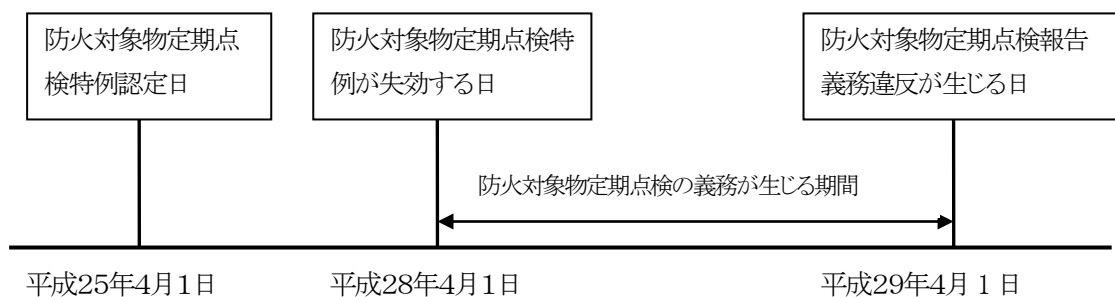 防火対象物定期点
検特例認定日
防火対象物定期点検特
例が失効する日
防火対象物定期点検報告
義務違反が生じる日
防火対象物定期点検の義務が生じる期間
平成25年4月1日
平成28年4月1日
平成29年4月1日